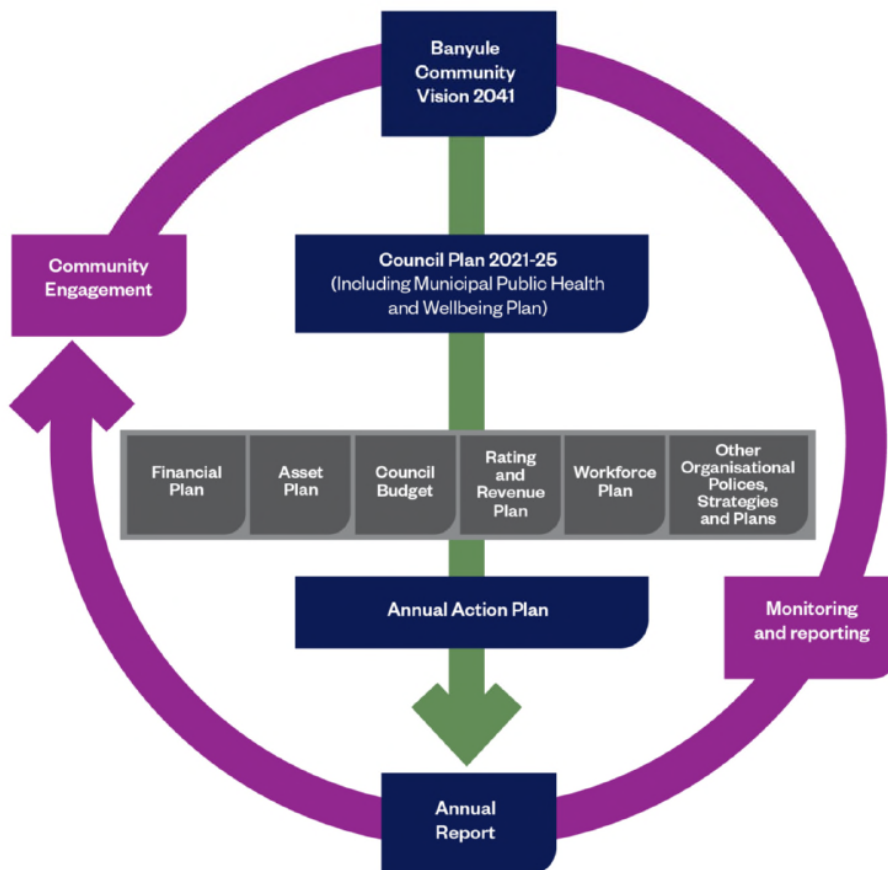 Banyule
Community
Vision 2041
Community
Engagement
Council Plan 2021-25
(Including Municipal Public Health
and Wellbeing Plan)
Financial
Plan
Asset
Plan
Council
Budget
Rating
and
Revenue
Plan
Workforce
Plan
Other
Organisational
Polices,
Strategies
and Plans
Annual Action Plan
Monitoring
and reporting
Annual
Report